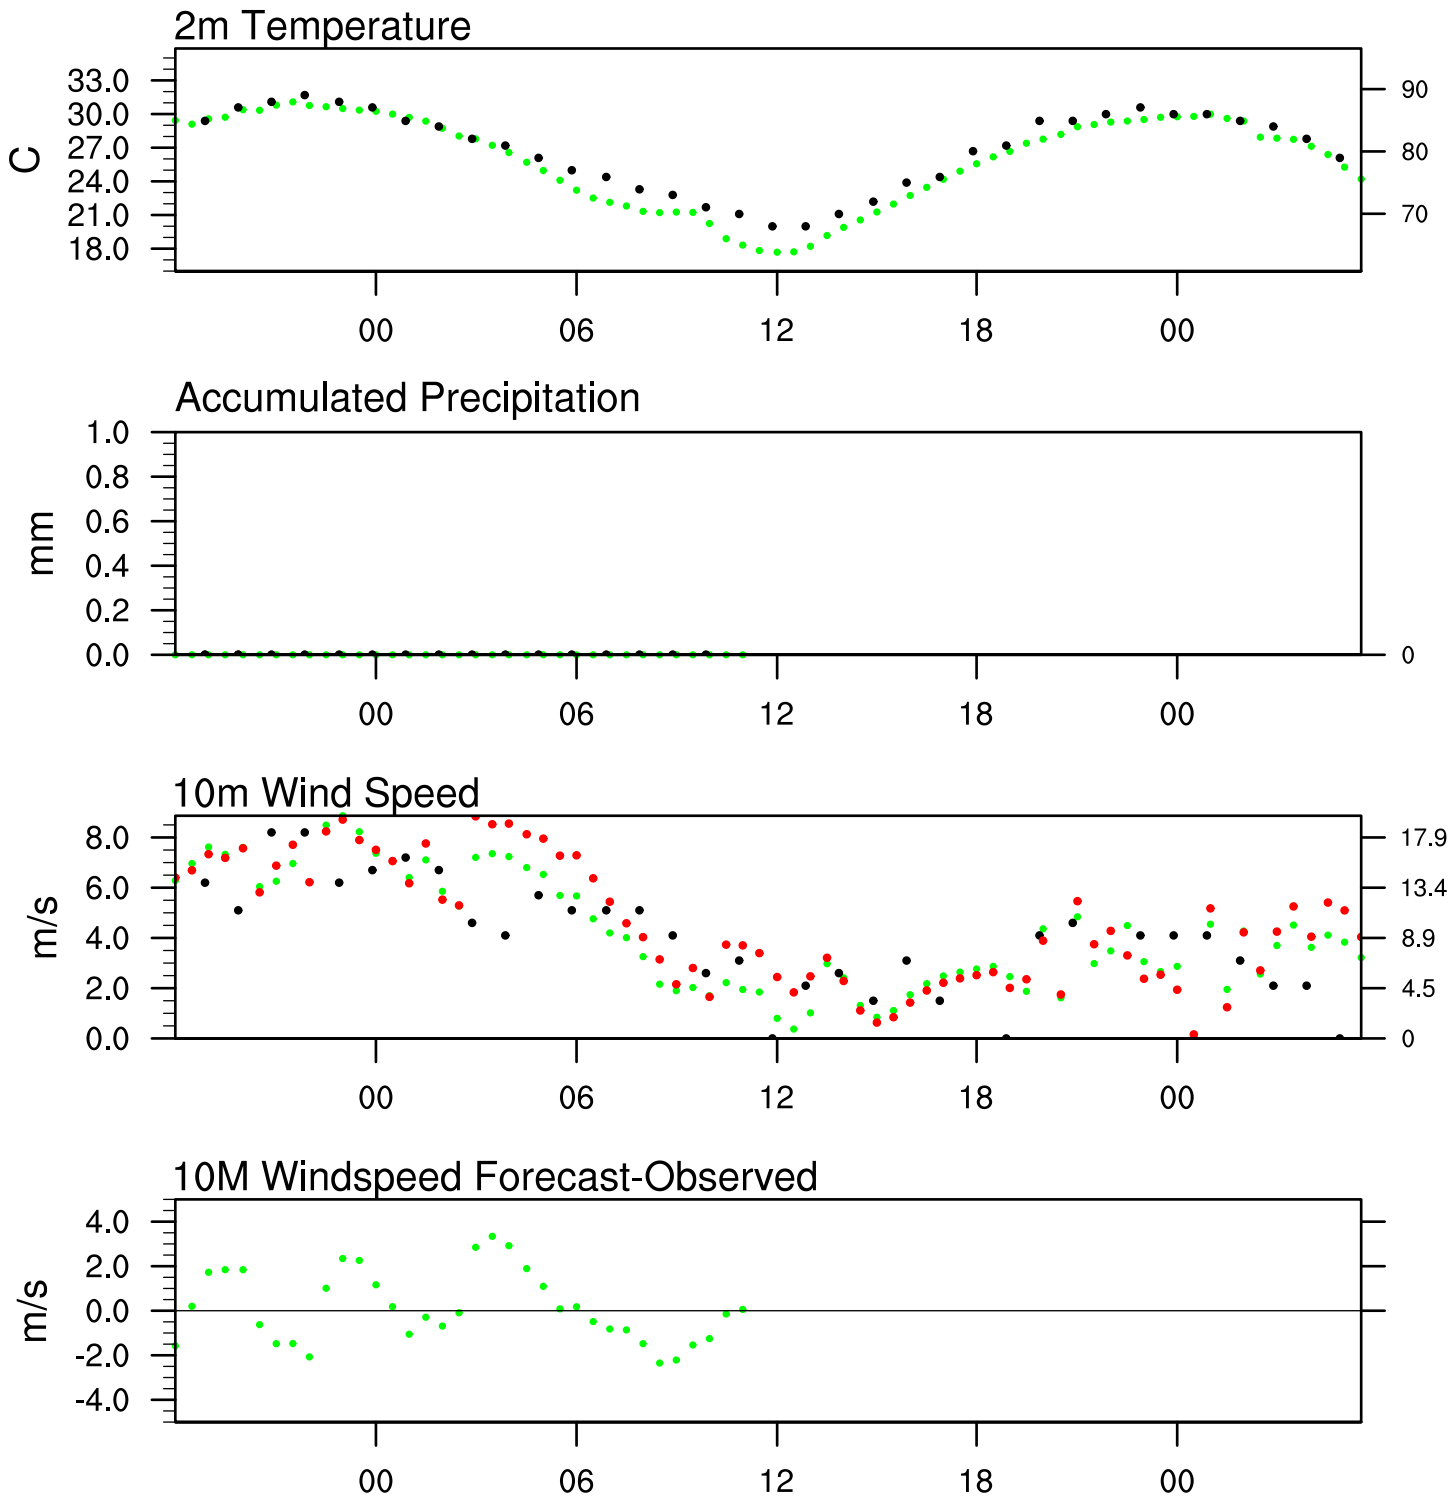 2m Temperature
33.0
30.0
27.0
24.0
21.0
18.0
C
90
80
70
00 06 12 18 00
Accumulated Precipitation
1.0
0.8
0.6
0.4
0.2
0.0
mm
0
00 06 12 18 00
10m Wind Speed
8.0
6.0
4.0
2.0
0.0
m/s
17.9
13.4
8.9
4.5
0
00 06 12 18 00
10M Windspeed Forecast-Observed
4.0
2.0
0.0
-2.0
-4.0
m/s
00 06 12 18 00